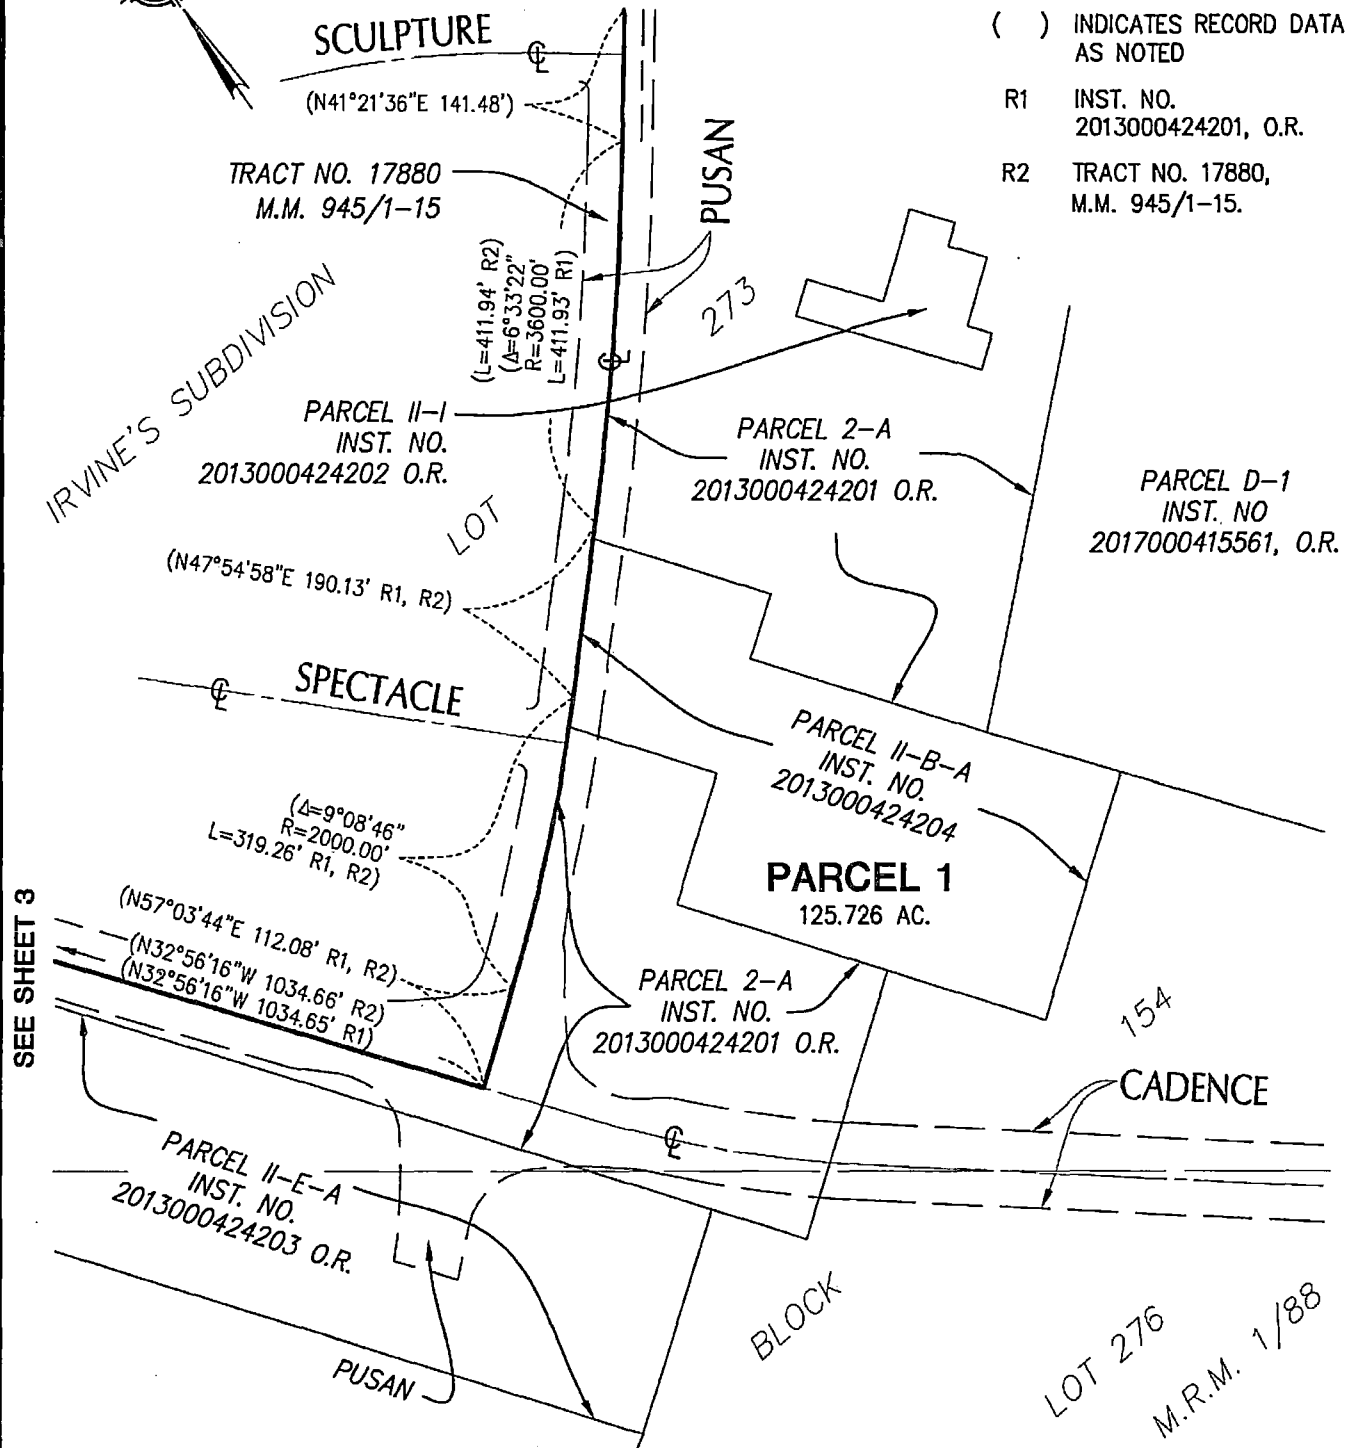 SCULPTURE
℄
(N41°21'36"E 141.48')
( ) INDICATES RECORD DATA
AS NOTED
R1 INST. NO.
2013000424201, O.R.
R2 TRACT NO. 17880,
M.M. 945/1-15.
TRACT NO. 17880
M.M. 945/1-15
PUSAN
(L=411.94' R2)
(Δ=6°33'22"
R=3600.00'
L=411.93' R1)
273
℄
IRVINE'S SUBDIVISION
PARCEL II-I
INST. NO.
2013000424202 O.R.
PARCEL 2-A
INST. NO.
2013000424201 O.R.
PARCEL D-1
INST. NO
2017000415561, O.R.
LOT
(N47°54'58"E 190.13' R1, R2)
SPECTACLE
℄
PARCEL II-B-A
INST. NO.
2013000424204
(Δ=9°08'46"
R=2000.00'
L=319.26' R1, R2)
PARCEL 1
125.726 AC.
SEE SHEET 3
(N57°03'44"E 112.08' R1, R2)
(N32°56'16"W 1034.66' R2)
(N32°56'16"W 1034.65' R1)
PARCEL 2-A
INST. NO.
2013000424201 O.R.
154
CADENCE
℄
PARCEL II-E-A
INST. NO.
2013000424203 O.R.
BLOCK
PUSAN
LOT 276
M.R.M. 1/88